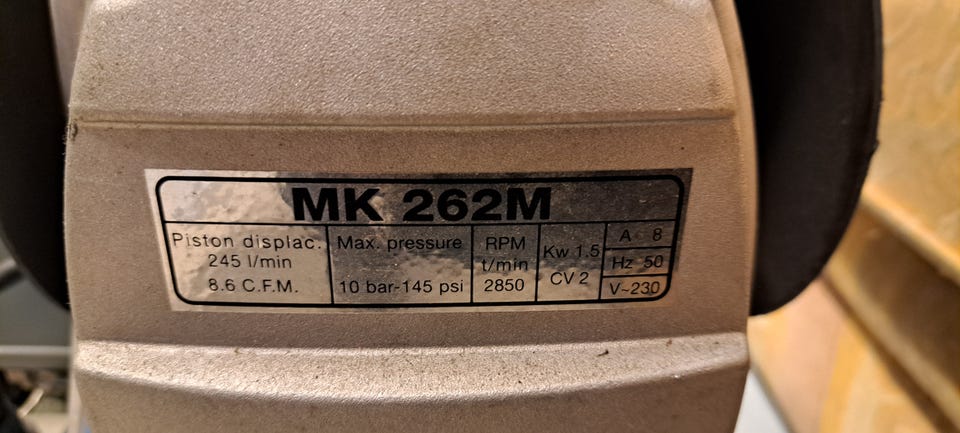 MK 262M
Piston displac.
245 l/min
8.6 C.F.M.
Max. pressure
10 bar-145 psi
RPM
t/min
2850
Kw 1.5
CV 2
A 8
Hz 50
V~230